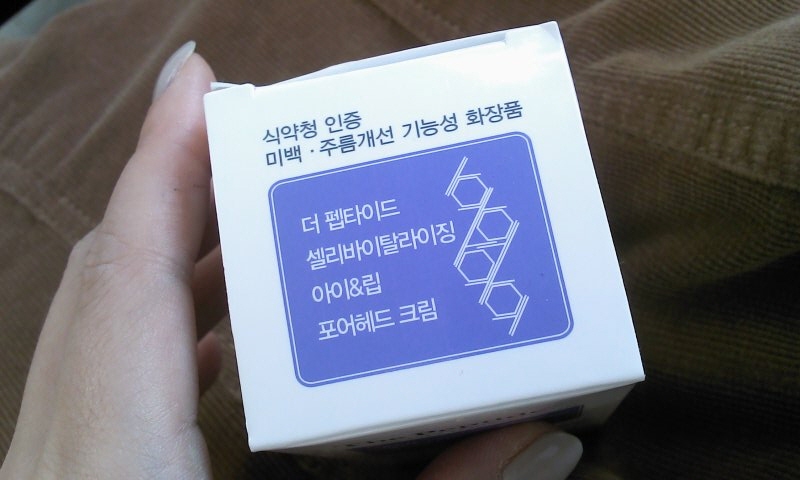 식약청 인증
미백 · 주름개선 기능성 화장품
더 펩타이드
셀리바이탈라이징
아이&립
포어헤드 크림